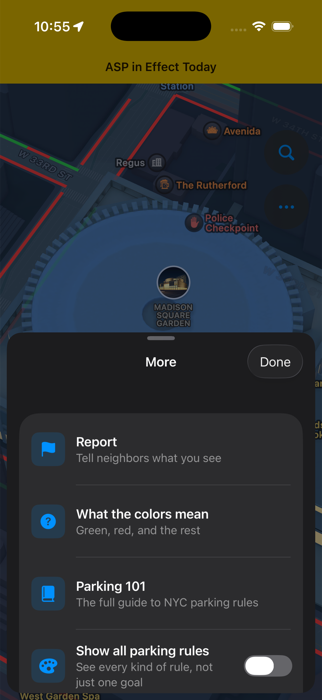 10:55
ASP in Effect Today
Station
Avenida
W 33RD ST
Regus
The Rutherford
Police
Checkpoint
MADISON
SQUARE
GARDEN
More
Done
Report
Tell neighbors what you see
What the colors mean
Green, red, and the rest
Parking 101
The full guide to NYC parking rules
Show all parking rules
See every kind of rule, not
just one goal
West Garden Spa